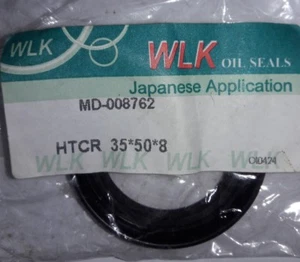 WLK
WLK OIL SEALS
Japanese Application
MD-008762
HTCR 35*50*8
WLK WLK WLK WLK